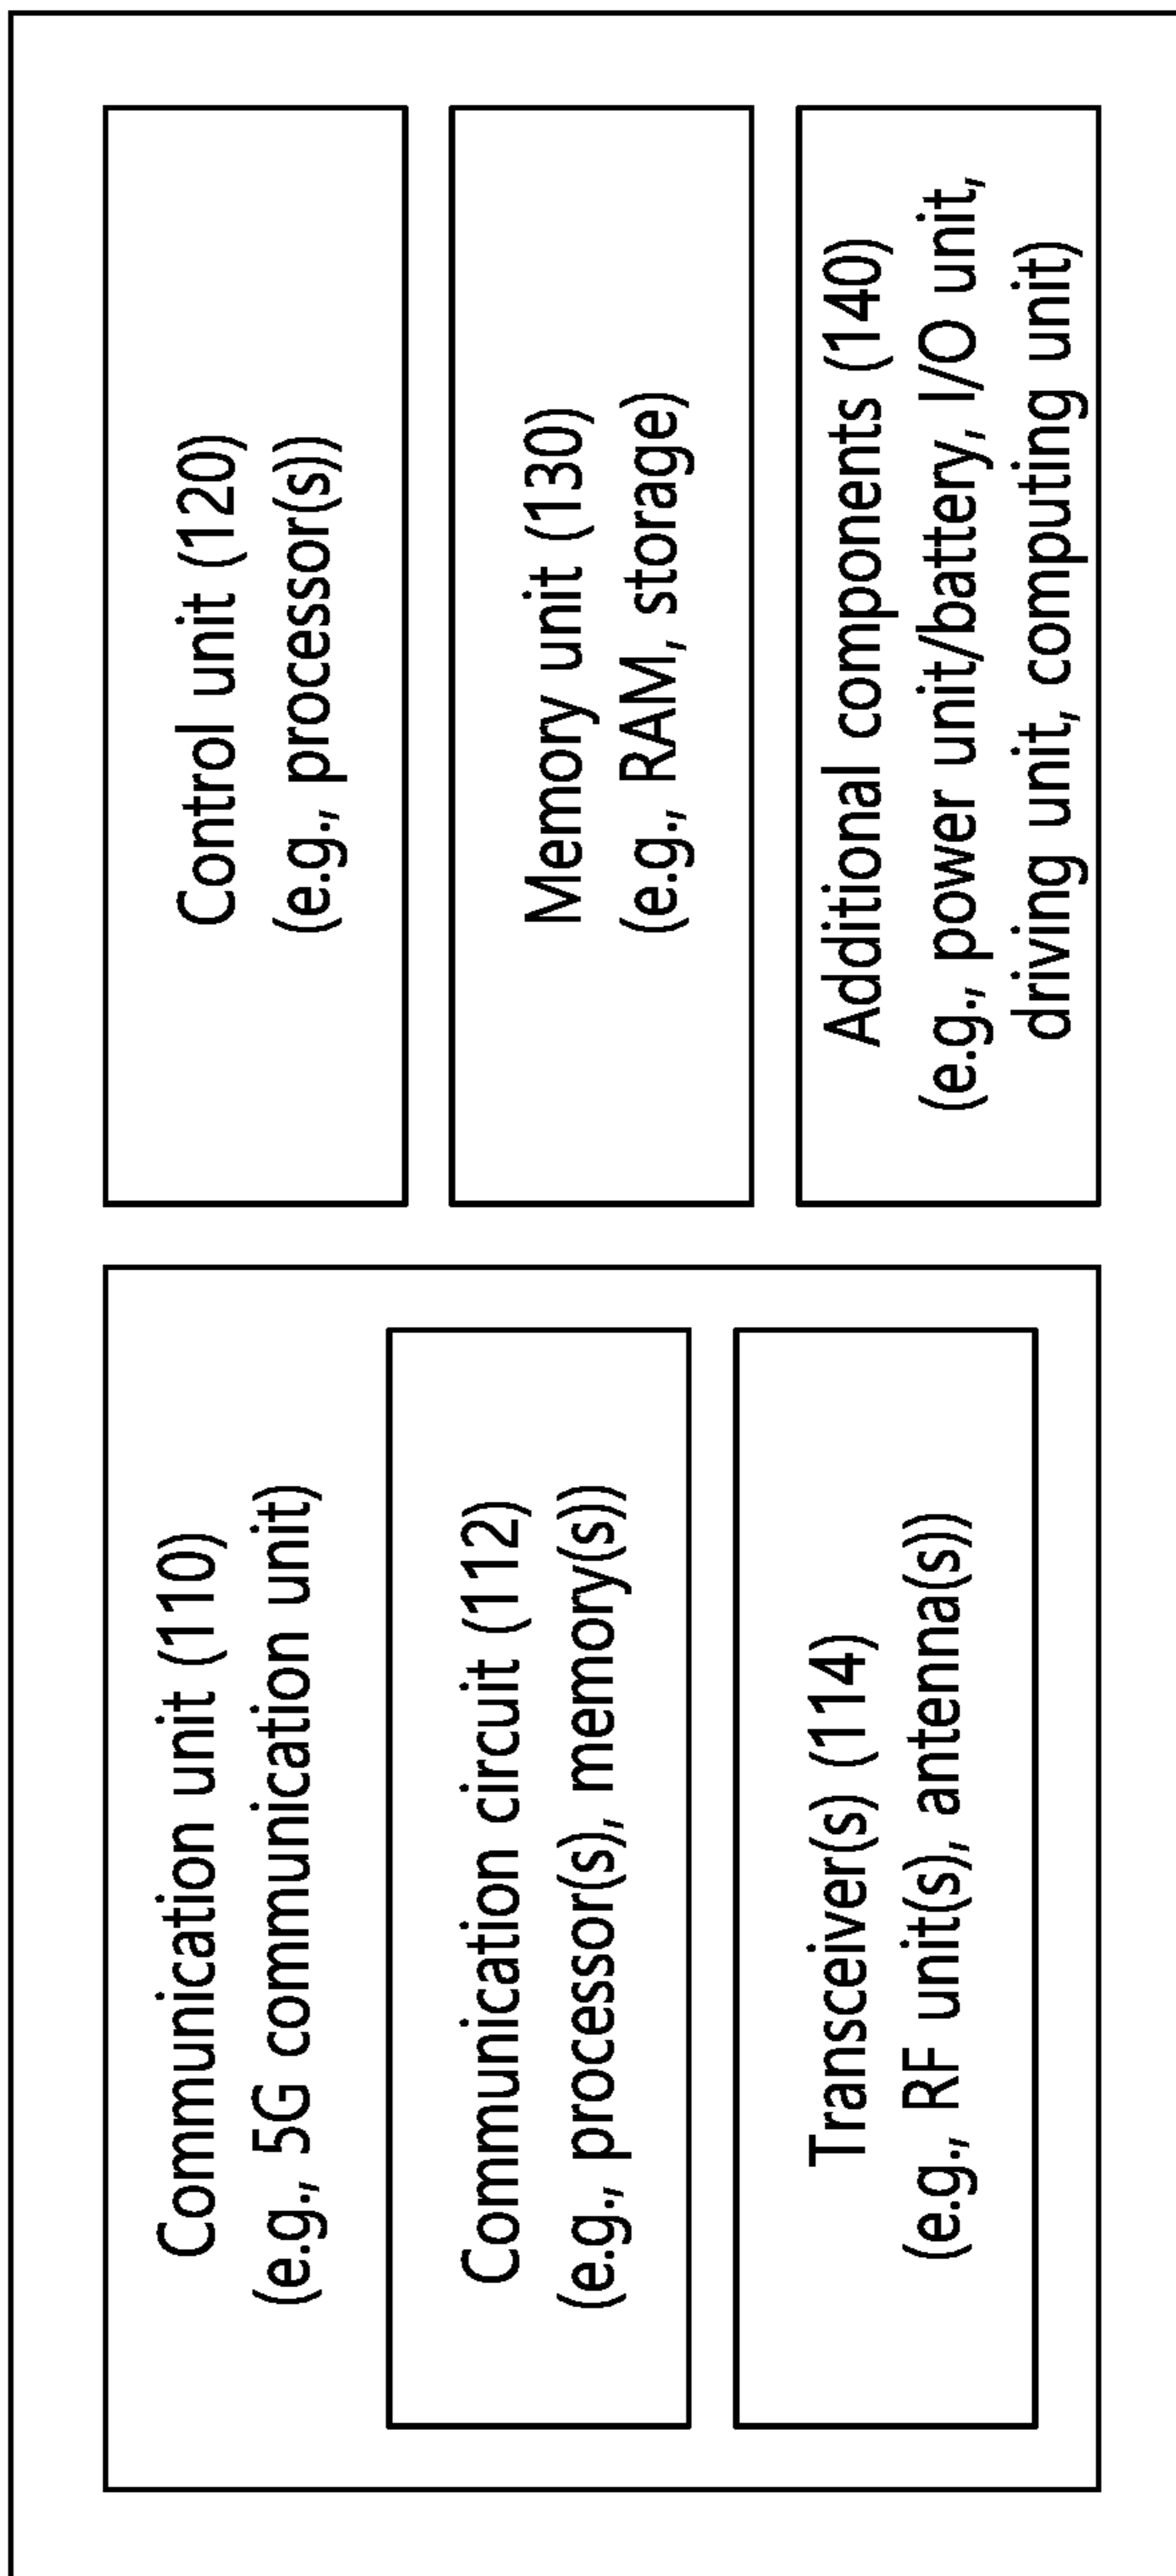 Communication unit (110)
(e.g., 5G communication unit)
Communication circuit (112)
(e.g., processor(s), memory(s))
Transceiver(s) (114)
(e.g., RF unit(s), antenna(s))
Control unit (120)
(e.g., processor(s))
Memory unit (130)
(e.g., RAM, storage)
Additional components (140)
(e.g., power unit/battery, I/O unit,
driving unit, computing unit)